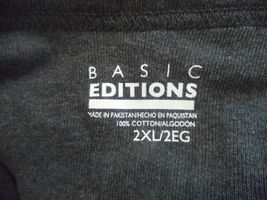 BASIC
EDITIONS
MADE IN PAKISTAN/HECHO EN PAQUISTAN
100% COTTON/ALGODÓN
2XL/2EG